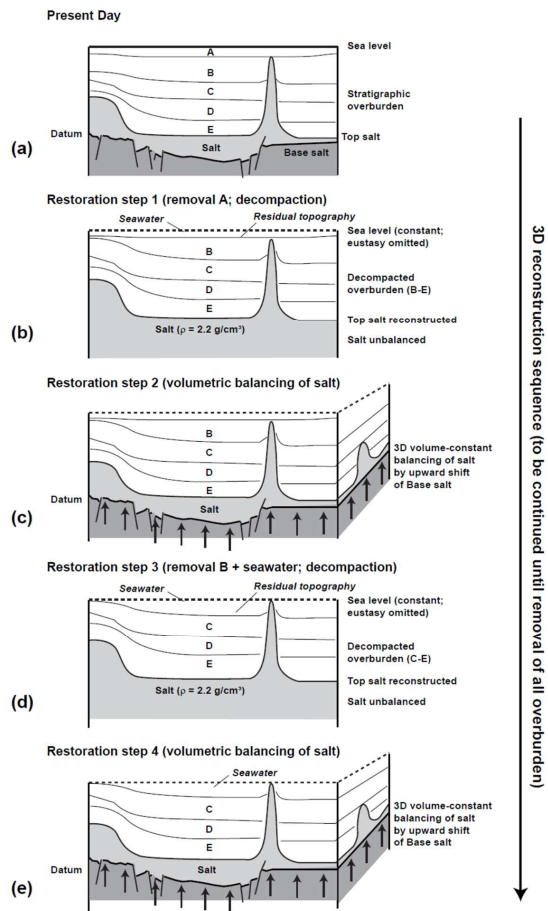 Present Day
Sea level
A
B
C
D
E
Stratigraphic
overburden
Datum
Top salt
Salt
Base salt
(a)
Restoration step 1 (removal A; decompaction)
Seawater
Residual topography
Sea level (constant;
eustasy omitted)
B
C
D
E
Decompacted
overburden (B-E)
Top salt reconstructed
Salt (ρ = 2.2 g/cm³)
Salt unbalanced
(b)
Restoration step 2 (volumetric balancing of salt)
B
C
D
E
3D volume-constant
balancing of salt
by upward shift
of Base salt
Datum
Salt
(c)
Restoration step 3 (removal B + seawater; decompaction)
Seawater
Residual topography
Sea level (constant;
eustasy omitted)
C
D
E
Decompacted
overburden (C-E)
Top salt reconstructed
Salt (ρ = 2.2 g/cm³)
Salt unbalanced
(d)
Restoration step 4 (volumetric balancing of salt)
Seawater
C
D
E
3D volume-constant
balancing of salt
by upward shift
of Base salt
Datum
Salt
(e)
3D reconstruction sequence (to be continued until removal of all overburden)